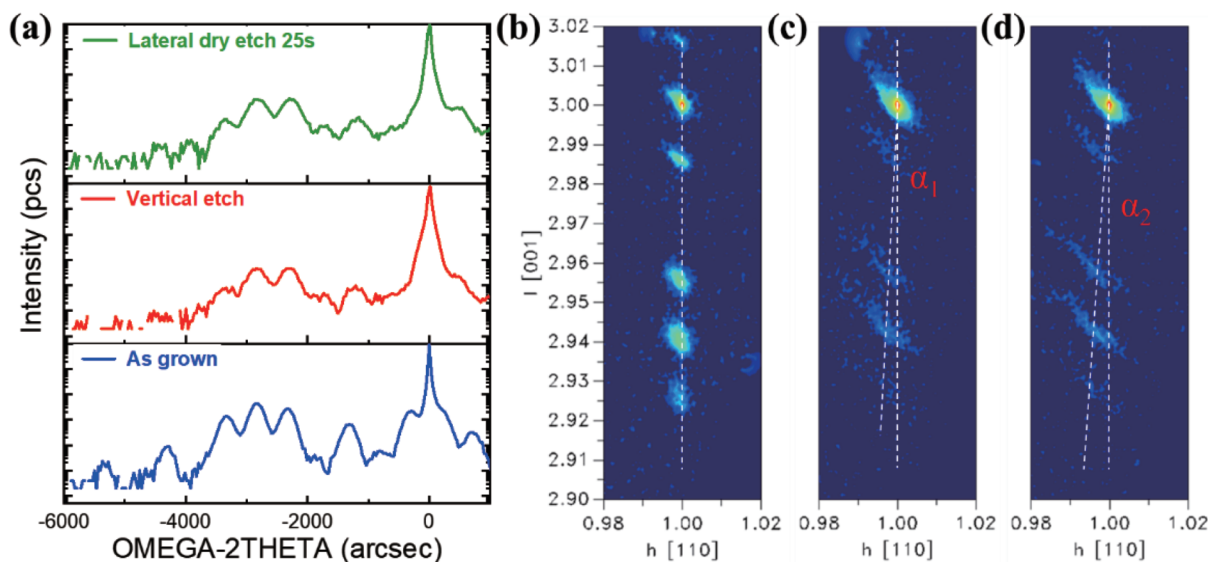 (a)
Lateral dry etch 25s
Vertical etch
As grown
Intensity (pcs)
-6000
-4000
-2000
0
OMEGA-2THETA (arcsec)
(b)
3.02
3.01
3.00
2.99
2.98
2.97
2.96
2.95
2.94
2.93
2.92
2.91
2.90
l [001]
0.98
1.00
1.02
h [110]
(c)
α1
0.98
1.00
1.02
h [110]
(d)
α2
0.98
1.00
1.02
h [110]